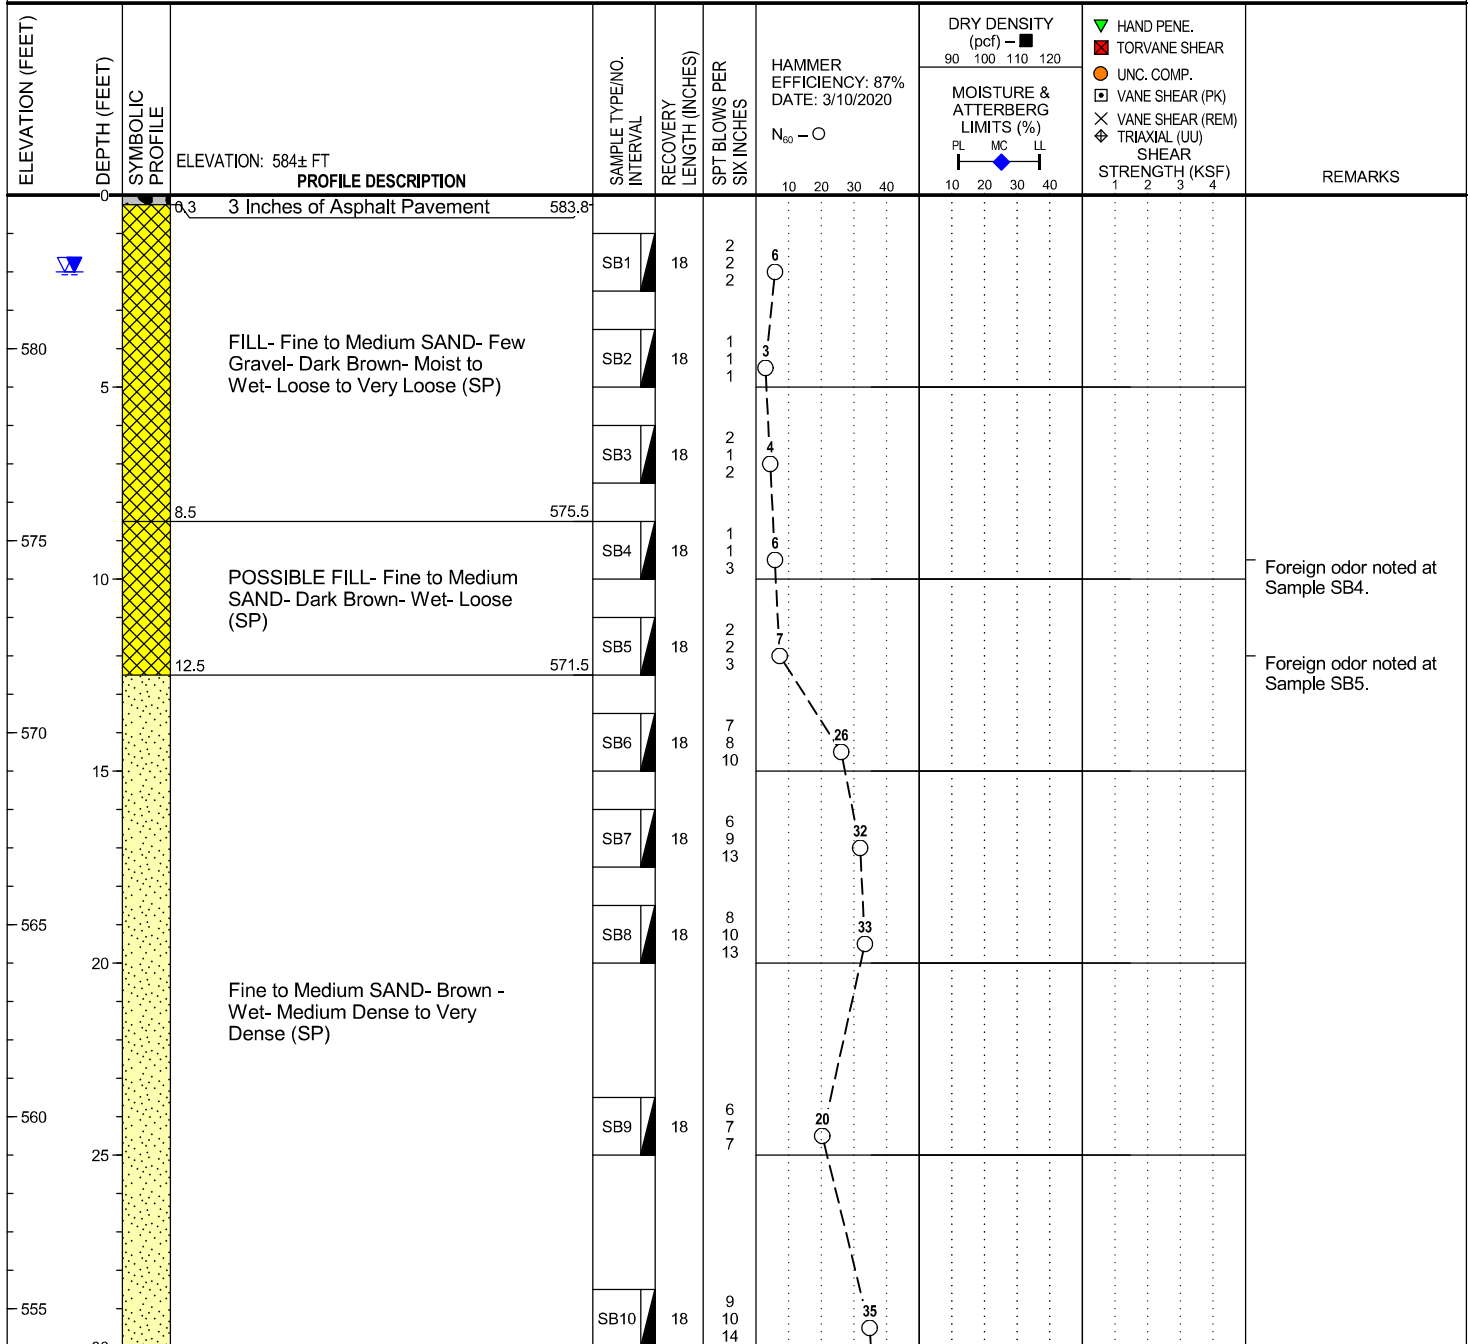 ELEVATION (FEET)
DEPTH (FEET)
SYMBOLIC
PROFILE
ELEVATION: 584± FT
PROFILE DESCRIPTION
SAMPLE TYPE/NO.
INTERVAL
RECOVERY
LENGTH (INCHES)
SPT BLOWS PER
SIX INCHES
HAMMER
EFFICIENCY: 87%
DATE: 3/10/2020
N60 – O
10 20 30 40
DRY DENSITY
(pcf) – ■
90 100 110 120
MOISTURE &
ATTERBERG
LIMITS (%)
PL MC LL
10 20 30 40
HAND PENE.
TORVANE SHEAR
UNC. COMP.
VANE SHEAR (PK)
VANE SHEAR (REM)
TRIAXIAL (UU)
SHEAR
STRENGTH (KSF)
1 2 3 4
REMARKS
0
0.3 3 Inches of Asphalt Pavement 583.8
SB1 18
2
2
2
6
FILL- Fine to Medium SAND- Few
Gravel- Dark Brown- Moist to
Wet- Loose to Very Loose (SP)
580
SB2 18
1
1
1
3
5
SB3 18
2
1
2
4
8.5 575.5
575
SB4 18
1
1
3
6
Foreign odor noted at
Sample SB4.
10
POSSIBLE FILL- Fine to Medium
SAND- Dark Brown- Wet- Loose
(SP)
SB5 18
2
2
3
7
Foreign odor noted at
Sample SB5.
12.5 571.5
570
SB6 18
7
8
10
26
15
SB7 18
6
9
13
32
565
SB8 18
8
10
13
33
20
Fine to Medium SAND- Brown -
Wet- Medium Dense to Very
Dense (SP)
560
SB9 18
6
7
7
20
25
555
SB10 18
9
10
14
35